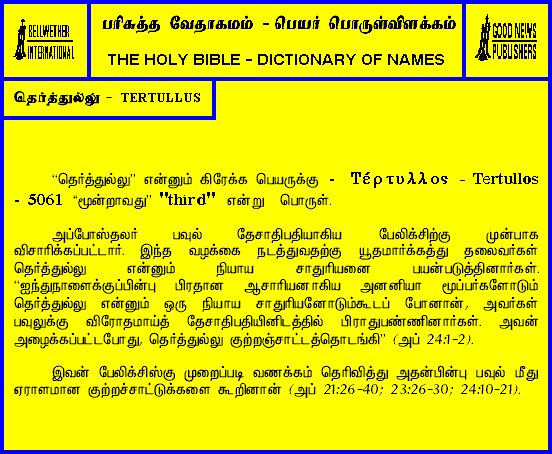 BELLWETHER
INTERNATIONAL
பரிசுத்த வேதாகமம் - பெயர் பொருள்விளக்கம்
THE HOLY BIBLE - DICTIONARY OF NAMES
GOOD NEWS
PUBLISHERS
தெர்த்துல்லு - TERTULLUS
“தெர்த்துல்லு” என்னும் கிரேக்க பெயருக்கு - Τέρτυλλος - Tertullos
- 5061 “மூன்றாவது” "third" என்று பொருள்.
அப்போஸ்தலர் பவுல் தேசாதிபதியாகிய பேலிக்சிற்கு முன்பாக
விசாரிக்கப்பட்டார். இந்த வழக்கை நடத்துவதற்கு யூதமார்க்கத்து தலைவர்கள்
தெர்த்துல்லு என்னும் நியாய சாதுரியனை பயன்படுத்தினார்கள்.
“ஐந்துநாளைக்குப்பின்பு பிரதான ஆசாரியனாகிய அனனியா மூப்பர்களோடும்
தெர்த்துல்லு என்னும் ஒரு நியாய சாதுரியனோடும்கூடப் போனான், அவர்கள்
பவுலுக்கு விரோதமாய்த் தேசாதிபதியினிடத்தில் பிராதுபண்ணினார்கள். அவன்
அழைக்கப்பட்டபோது, தெர்த்துல்லு குற்றஞ்சாட்டத்தொடங்கி” (அப் 24:1-2).
இவன் பேலிக்சிஸ்கு முறைப்படி வணக்கம் தெரிவித்து அதன்பின்பு பவுல் மீது
ஏராளமான குற்றச்சாட்டுக்களை கூறினான் (அப் 21:26-40; 23:26-30; 24:10-21).